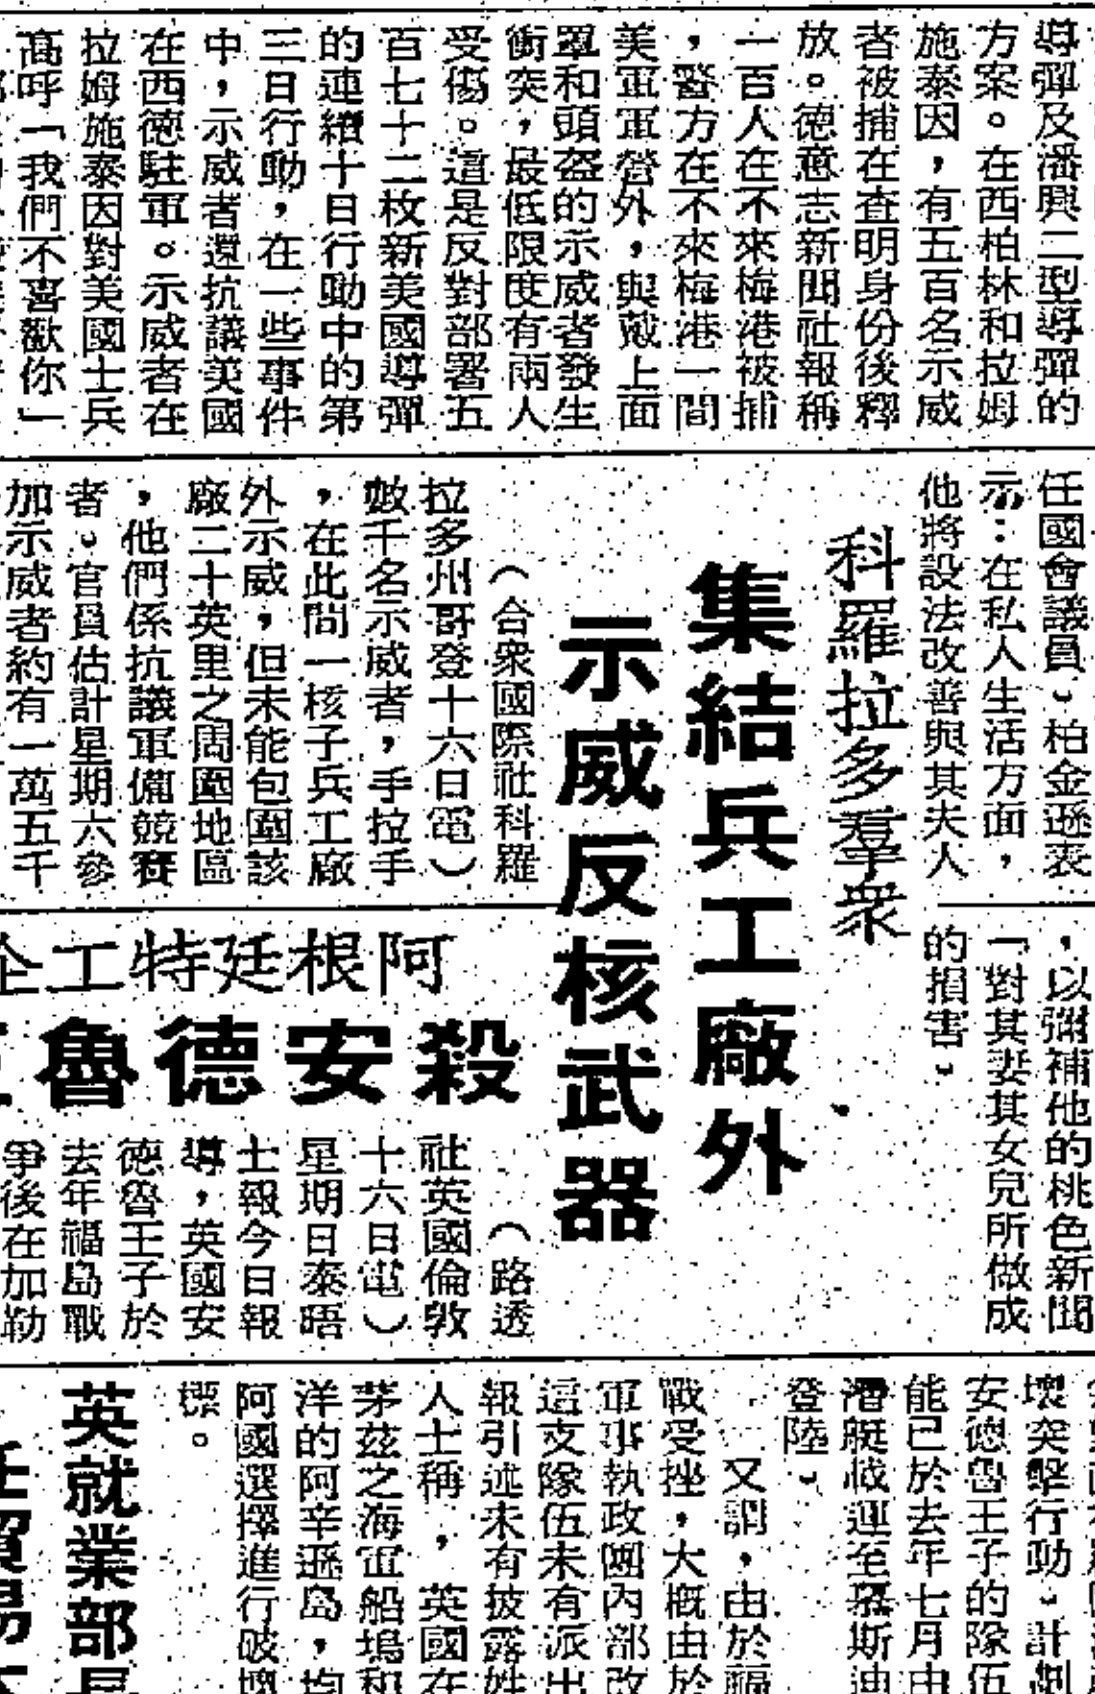 導彈及潘興二型導彈的
方案。在西柏林和拉姆
施泰因，有五百名示威
者被捕在查明身份後釋
放。德意志新聞社報稱
一百人在不來梅港被捕
，警方在不來梅港一間
美軍軍營外，與戴上面
罩和頭盔的示威者發生
衝突，最低限度有兩人
受傷。這是反對部署五
百七十二枚新美國導彈
的連續十日行動中的第
三日行動，在一些事件
中，示威者還抗議美國
在西德駐軍。示威者在
拉姆施泰因對美國士兵
高呼「我們不喜歡你」
任國會議員。柏金遜表
示：在私人生活方面，
他將設法改善與其夫人
，以彌補他的桃色新聞
「對其妻其女兒所做成
的損害。
科羅拉多羣衆
集結兵工廠外
示威反核武器
（合衆國際社科羅
拉多州哥登十六日電）
數千名示威者，手拉手
，在此間一核子兵工廠
外示威，但未能包圍該
廠二十英里之周圍地區
，他們係抗議軍備競賽
者。官員估計星期六參
加示威者約有一萬五千
阿根廷特工企
殺安德魯王
（路透
社英國倫敦
十六日電）
星期日泰晤
士報今日報
導，英國安
德魯王子於
去年福島戰
爭後在加勒
壞突擊行動。計劃
安德魯王子的隊伍
能已於去年七月由
潛艇載運至慕斯迪
登陸。
又謂，由於福
戰受挫，大概由於
軍事執政團內部改
這支隊伍未有派出
報引述未有披露姓
人士稱，英國在
茅茲之海軍船塢和
洋的阿辛遜島，均
阿國選擇進行破壞
標。
英就業部長
任貿易